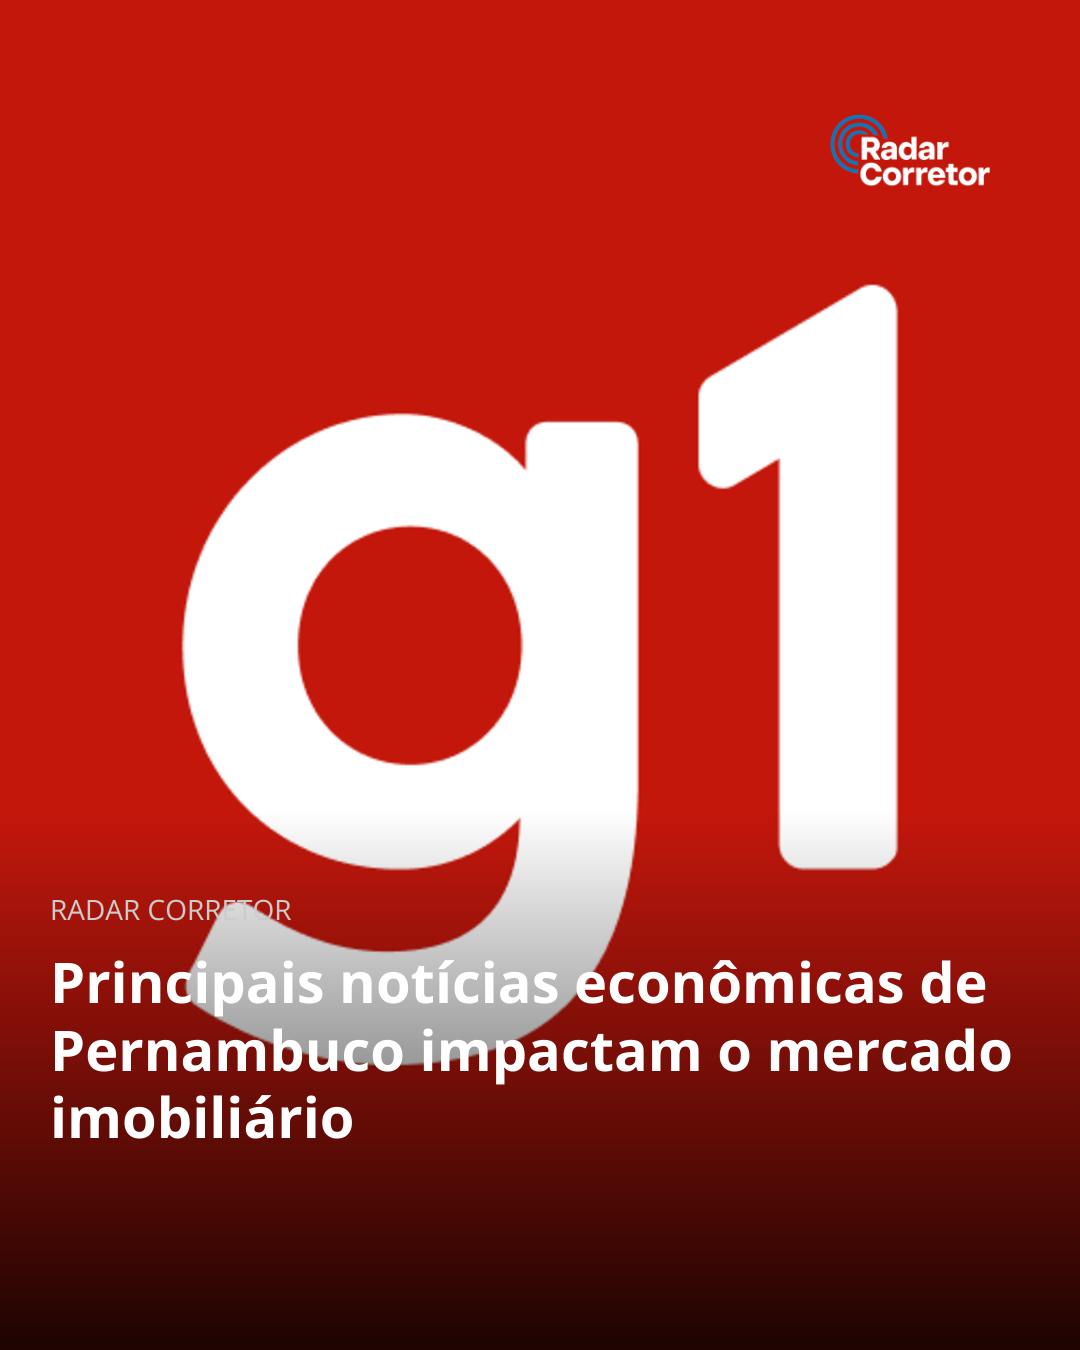 Radar
Corretor
g1
RADAR CORRETOR
Principais notícias econômicas de
Pernambuco impactam o mercado
imobiliário